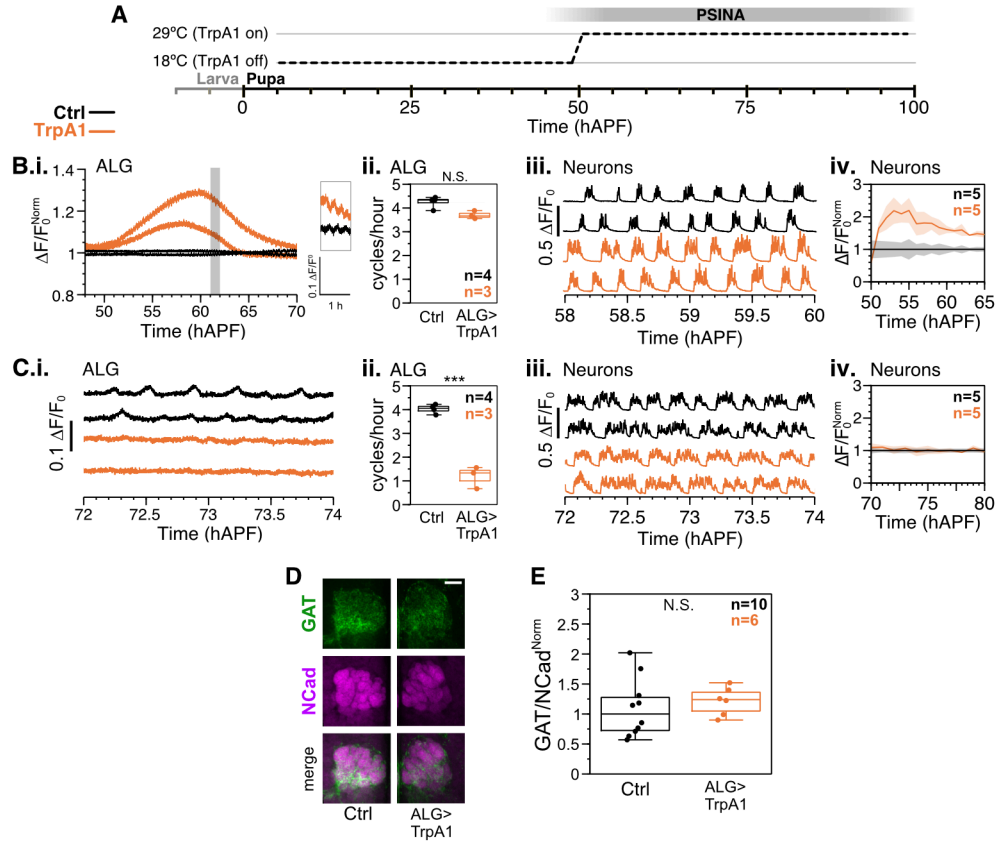 A
PSINA
29ºC (TrpA1 on)
18ºC (TrpA1 off)
Larva Pupa
0 25 50 75 100
Time (hAPF)
Ctrl
TrpA1
B.i. ALG
ΔF/F0Norm
1.4
1.2
1
0.8
50 55 60 65 70
Time (hAPF)
0.1 ΔF/F0
1 h
ii. ALG
N.S.
cycles/hour
5
4
3
2
1
0
n=4
n=3
Ctrl ALG>
TrpA1
iii. Neurons
0.5 ΔF/F0
58 58.5 59 59.5 60
Time (hAPF)
iv. Neurons
ΔF/F0Norm
3
2
1
0
n=5
n=5
50 55 60 65
Time (hAPF)
C.i. ALG
0.1 ΔF/F0
72 72.5 73 73.5 74
Time (hAPF)
ii. ALG
***
cycles/hour
5
4
3
2
1
0
n=4
n=3
Ctrl ALG>
TrpA1
iii. Neurons
0.5 ΔF/F0
72 72.5 73 73.5 74
Time (hAPF)
iv. Neurons
ΔF/F0Norm
3
2
1
0
n=5
n=5
70 75 80
Time (hAPF)
D
GAT
NCad
merge
Ctrl ALG>
TrpA1
E
GAT/NCadNorm
3
2.5
2
1.5
1
0.5
0
N.S.
n=10
n=6
Ctrl ALG>
TrpA1